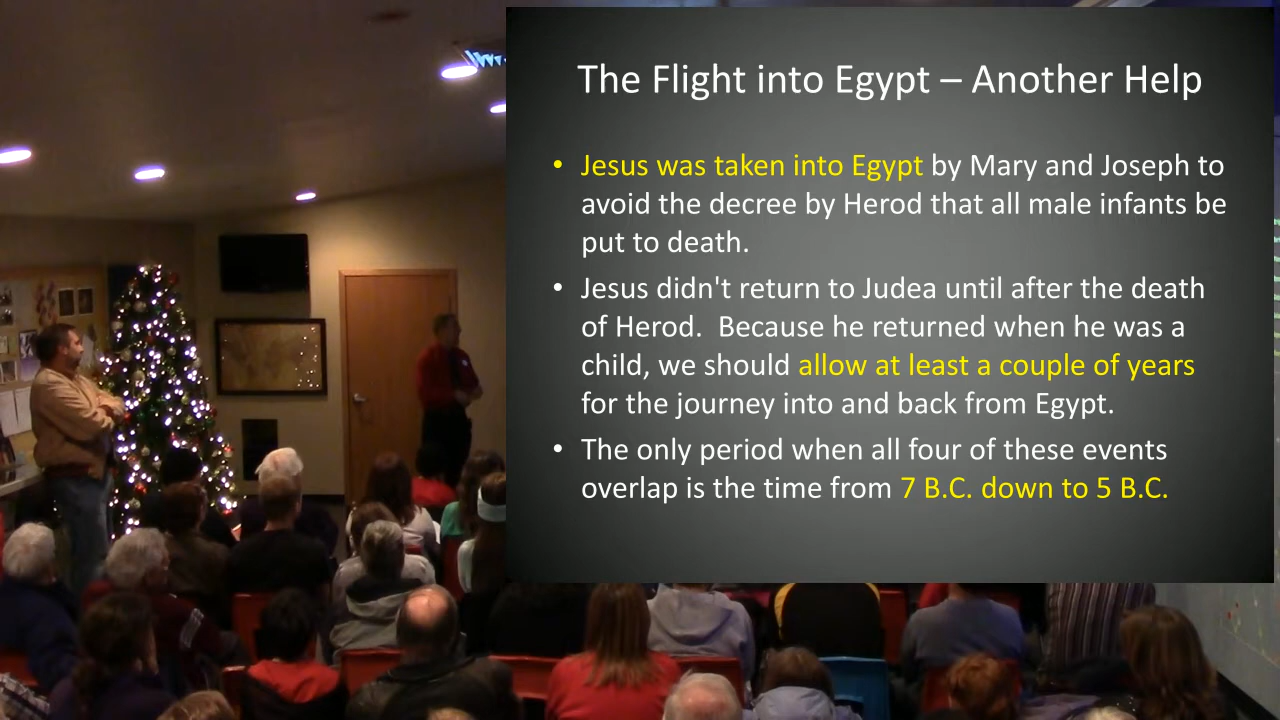 The Flight into Egypt – Another Help
• Jesus was taken into Egypt by Mary and Joseph to
avoid the decree by Herod that all male infants be
put to death.
• Jesus didn't return to Judea until after the death
of Herod.  Because he returned when he was a
child, we should allow at least a couple of years
for the journey into and back from Egypt.
• The only period when all four of these events
overlap is the time from 7 B.C. down to 5 B.C.